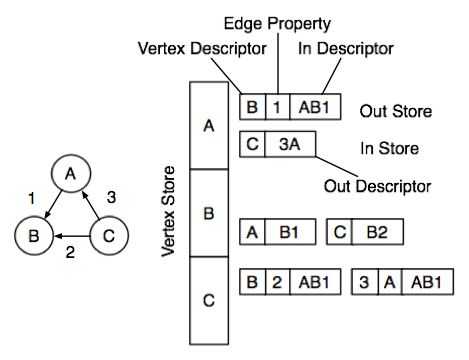 Edge Property
Vertex Descriptor In Descriptor
B 1 AB1 Out Store
A
C 3A In Store
Out Descriptor
A
1 3
B C
2
Vertex Store
B
A B1 C B2
C
B 2 AB1 3 A AB1